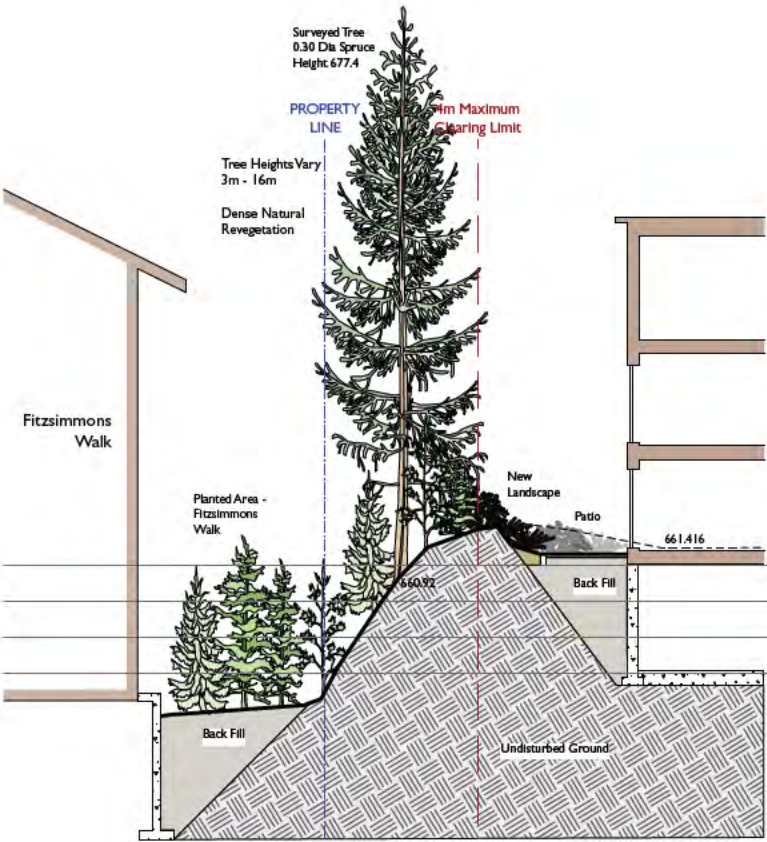 Surveyed Tree
0.30 Dia Spruce
Height 677.4
PROPERTY
LINE
4m Maximum
Clearing Limit
Tree Heights Vary
3m - 16m
Dense Natural
Revegetation
Fitzsimmons
Walk
Planted Area -
Fitzsimmons
Walk
New
Landscape
Patio
661.416
660.92
Back Fill
Back Fill
Undisturbed Ground